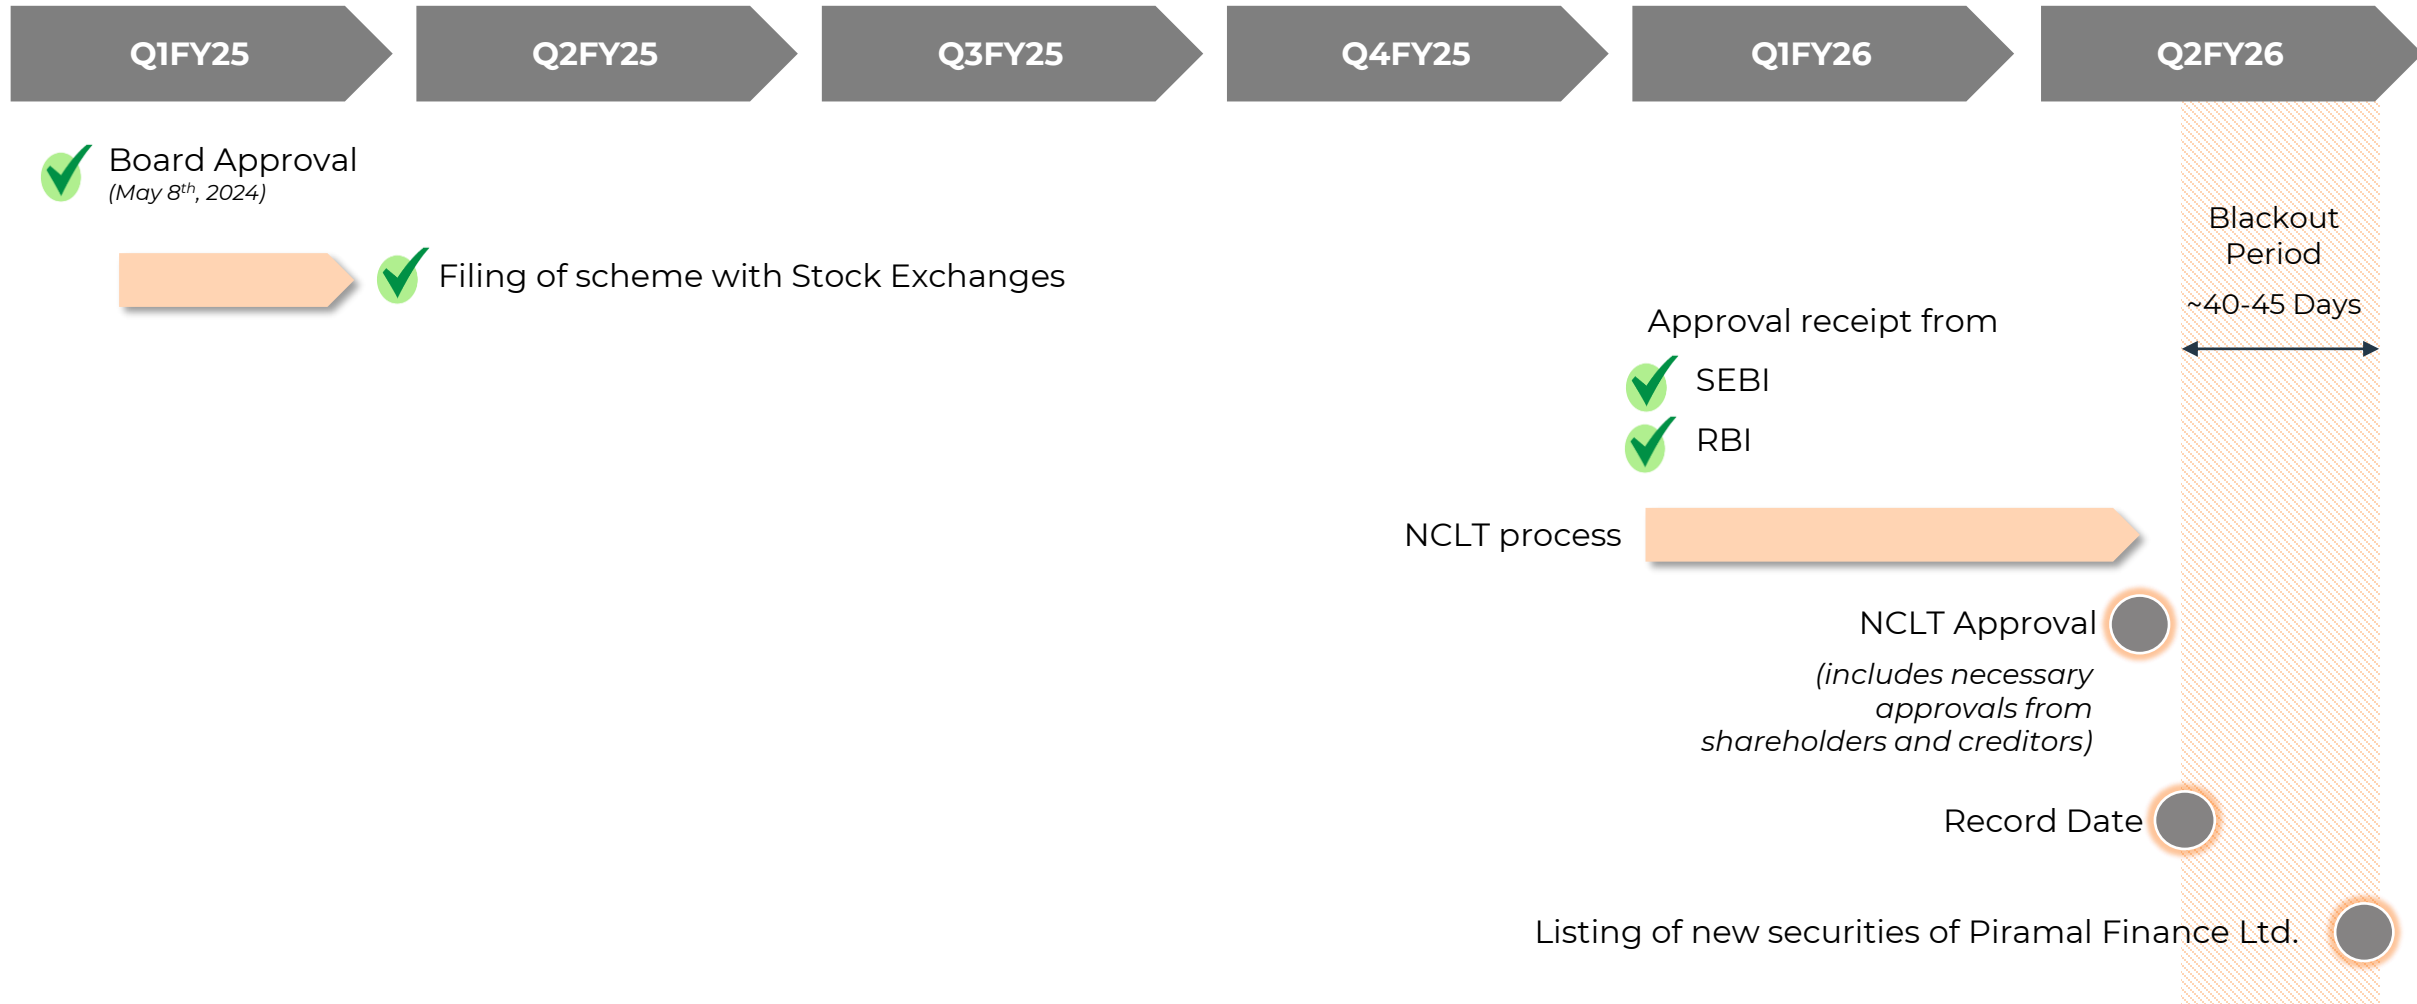 Q1FY25
Q2FY25
Q3FY25
Q4FY25
Q1FY26
Q2FY26
Board Approval
(May 8th, 2024)
Filing of scheme with Stock Exchanges
Blackout
Period
~40-45 Days
Approval receipt from
SEBI
RBI
NCLT process
NCLT Approval
(includes necessary
approvals from
shareholders and creditors)
Record Date
Listing of new securities of Piramal Finance Ltd.